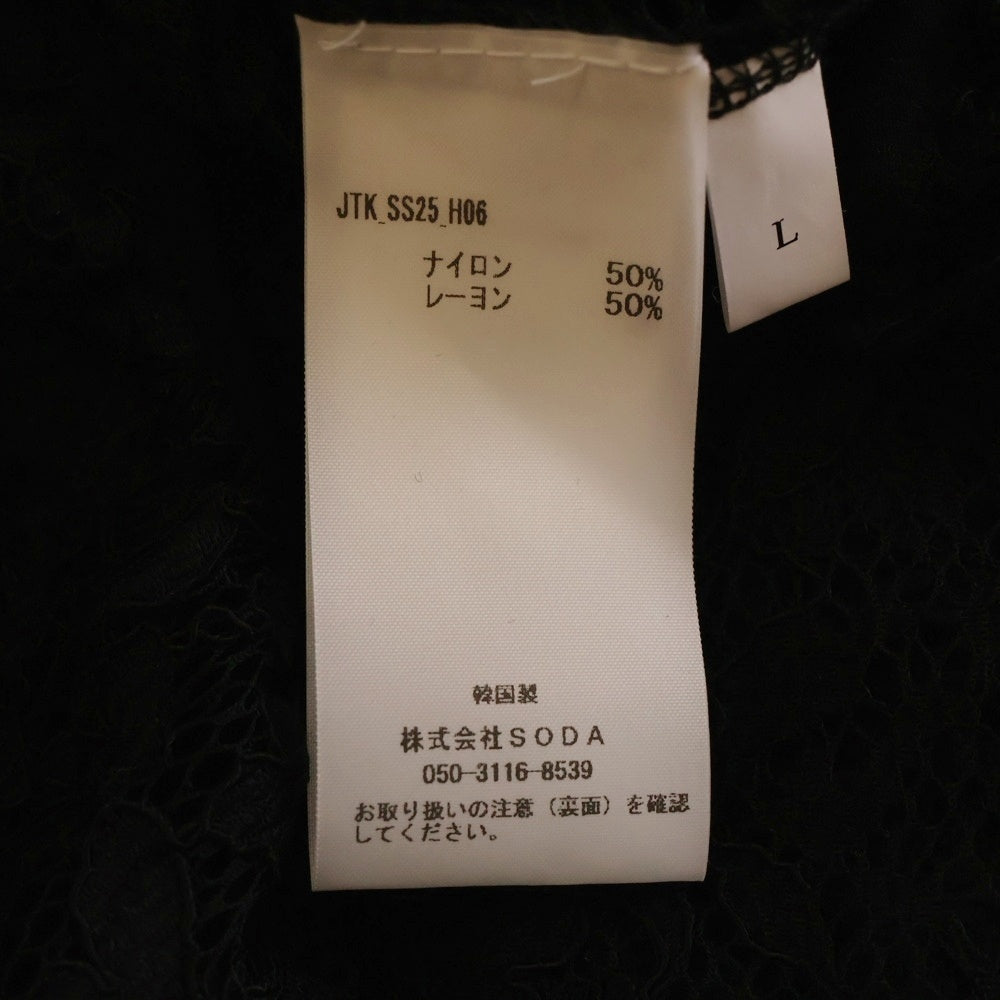 JTK_SS25_H06
ナイロン 50%
レーヨン 50%
L
韓国製
株式会社SODA
050-3116-8539
お取り扱いの注意（裏面）を確認
してください。